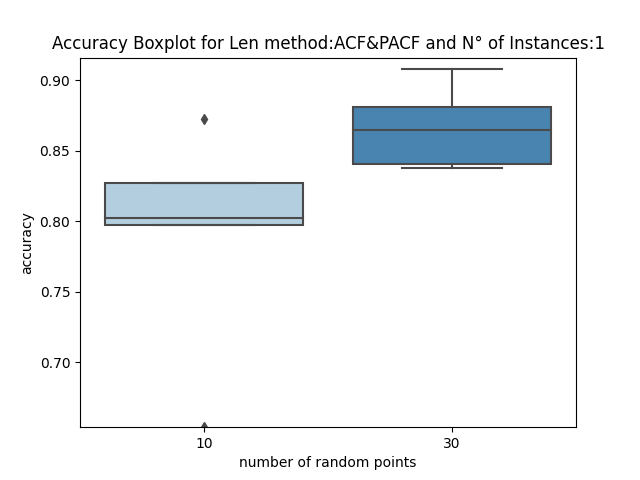 Accuracy Boxplot for Len method:ACF&PACF and N° of Instances:1
0.90
0.85
0.80
0.75
0.70
accuracy
10
30
number of random points